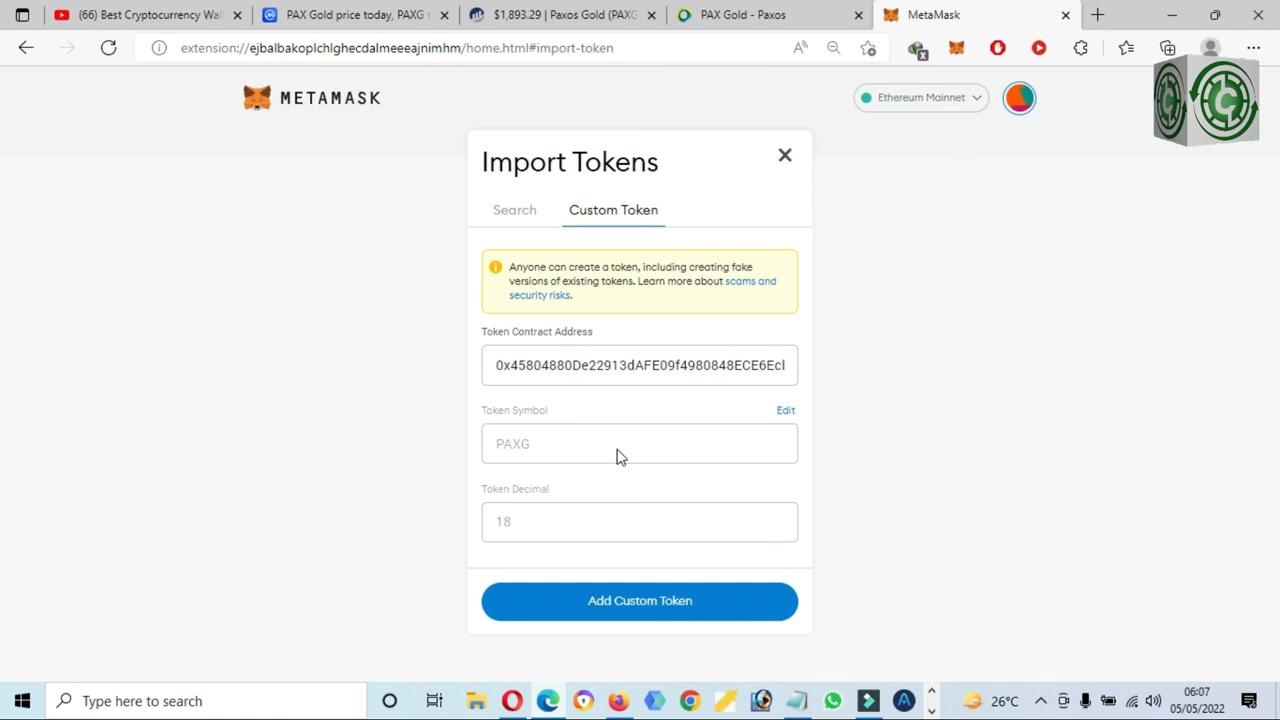 (66) Best Cryptocurrency Wal
PAX Gold price today, PAXG t
$1,893.29 | Paxos Gold (PAXG
PAX Gold - Paxos
MetaMask
extension://ejbalbakoplchlghecdalmeeeajnimhm/home.html#import-token
METAMASK
Ethereum Mainnet
Import Tokens
Search
Custom Token
Anyone can create a token, including creating fake
versions of existing tokens. Learn more about scams and
security risks.
Token Contract Address
0x45804880De22913dAFE09f4980848ECE6Ecl
Token Symbol
Edit
PAXG
Token Decimal
18
Add Custom Token
Type here to search
26°C
06:07
05/05/2022